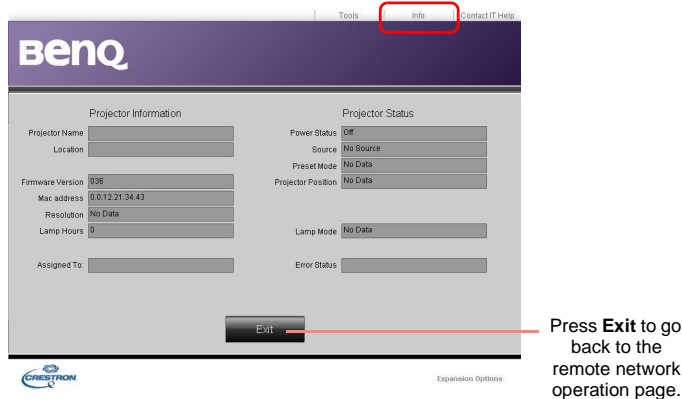 Tools Info Contact IT Help
BenQ
Projector Information Projector Status
Projector Name Power Status Off
Location Source No Source
Preset Mode No Data
Firmware Version 036 Projector Position No Data
Mac address 0.0.12.21.34.43
Resolution No Data
Lamp Hours 0 Lamp Mode No Data
Assigned To: Error Status
Exit
Press Exit to go
back to the
remote network
operation page.
CRESTRON Expansion Options